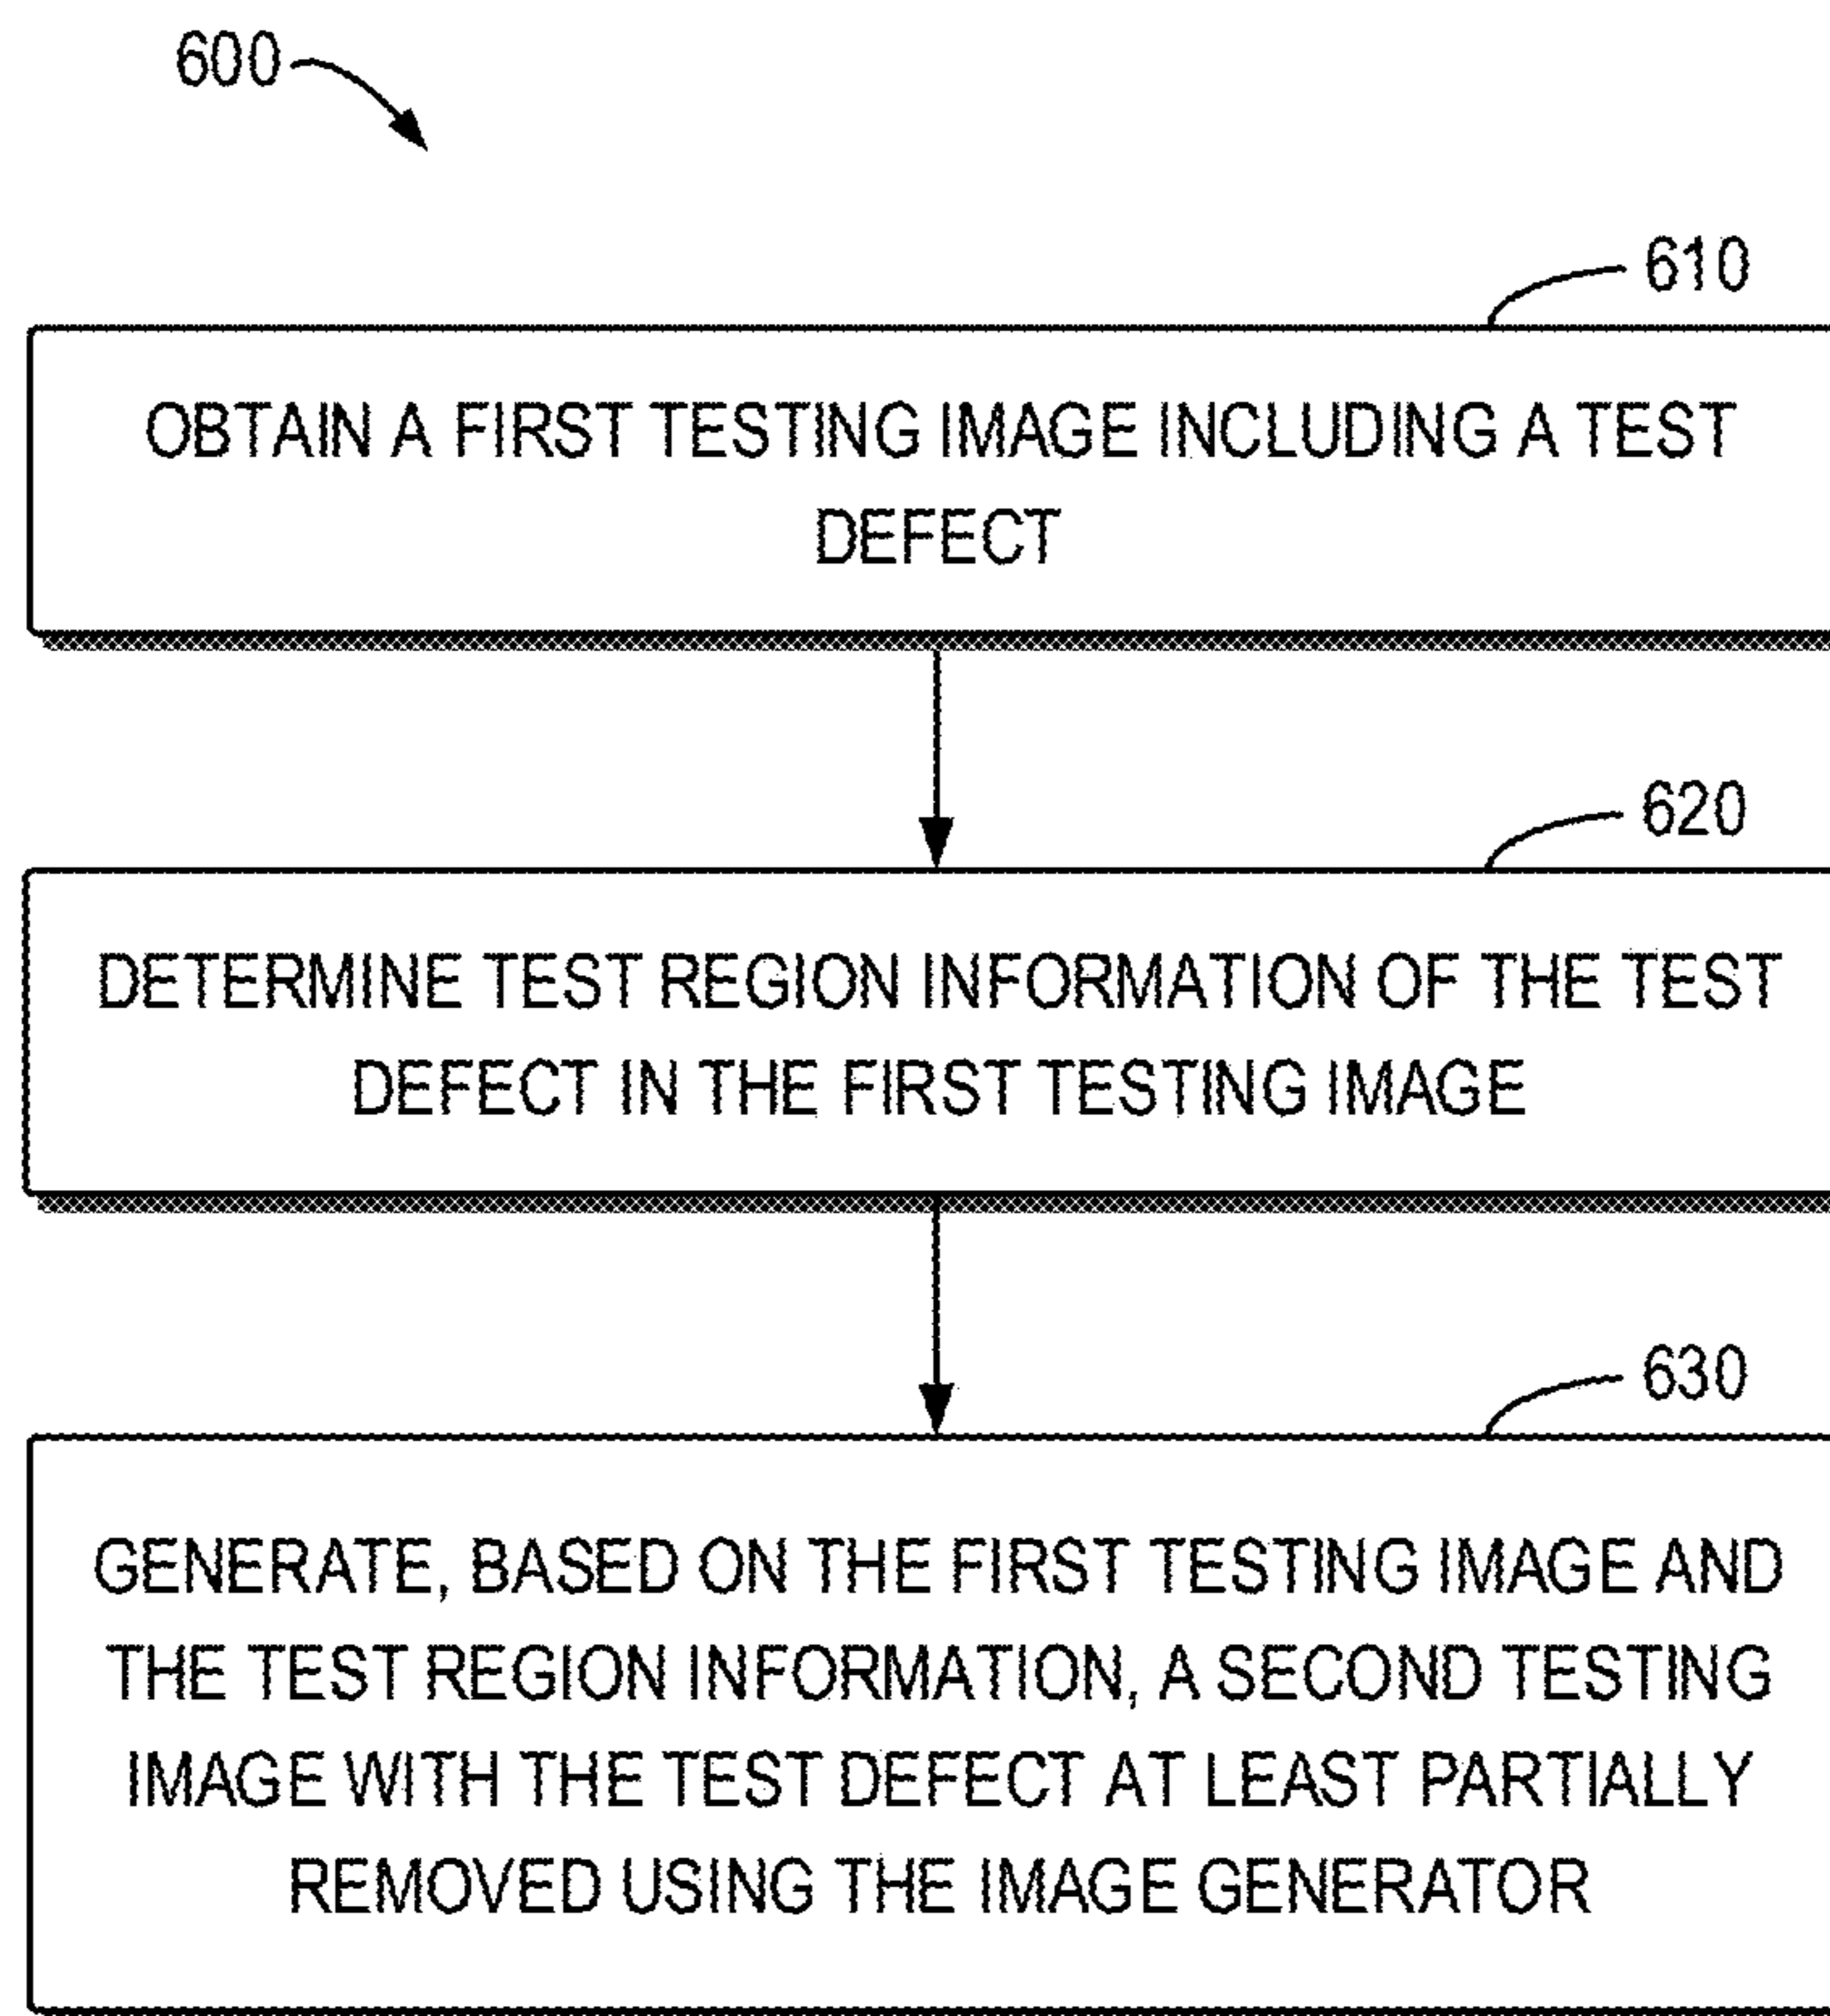 600
610
OBTAIN A FIRST TESTING IMAGE INCLUDING A TEST
DEFECT
620
DETERMINE TEST REGION INFORMATION OF THE TEST
DEFECT IN THE FIRST TESTING IMAGE
630
GENERATE, BASED ON THE FIRST TESTING IMAGE AND
THE TEST REGION INFORMATION, A SECOND TESTING
IMAGE WITH THE TEST DEFECT AT LEAST PARTIALLY
REMOVED USING THE IMAGE GENERATOR